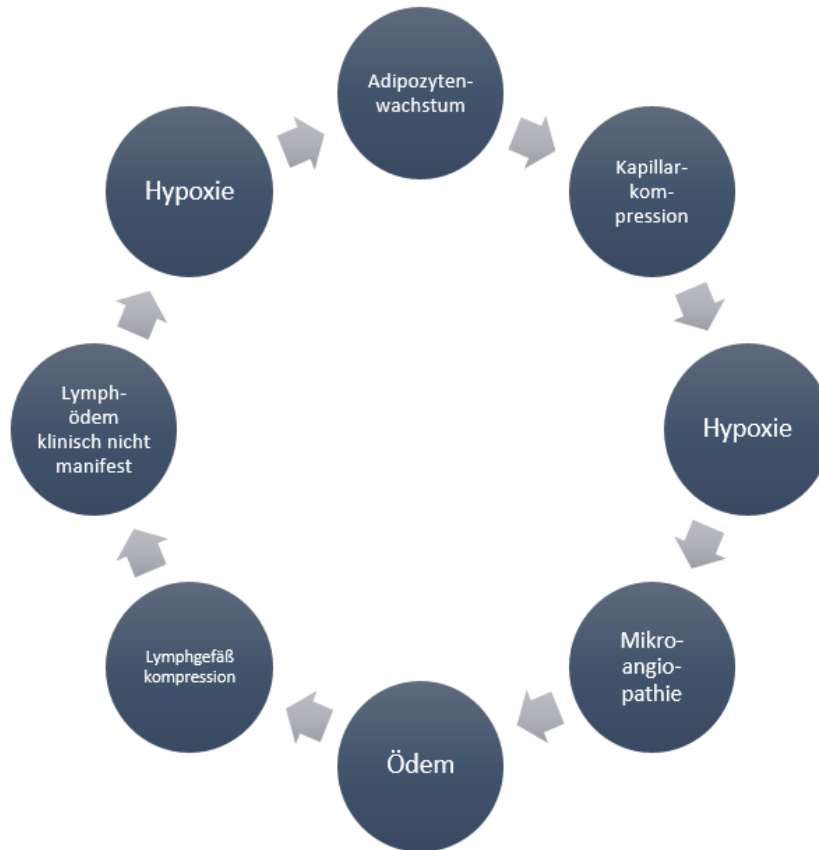 Adipozyten-
wachstum
Kapillar-
kom-
pression
Hypoxie
Mikro-
angio-
pathie
Ödem
Lymphgefäß
kompression
Lymph-
ödem
klinisch nicht
manifest
Hypoxie